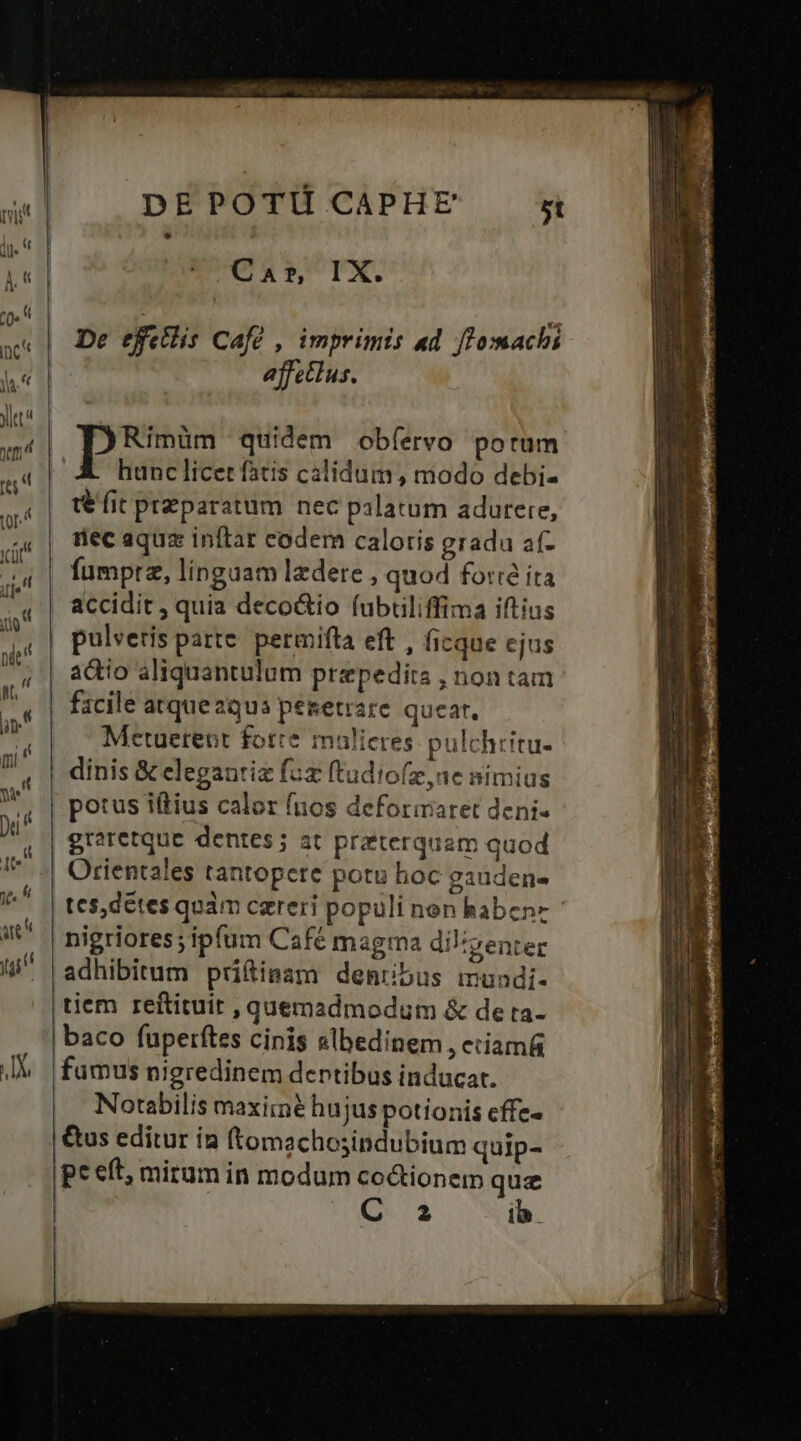 DE POTU CAPHE 51
CAP, IX.
De effectis Café , imprimis ad ſtomachi
affectus.
PRimùm quidem obſervo potum
hunc licet ſatis calidum, modo debi-
tè ſit præparatum nec palatum adurere,
nec aquæ inſtar eodem caloris gradu aſ-
ſumptæ, linguam lædere , quod fortè ita
accidit , quia decoctio ſubtiliſſima iſtius
pulveris parte permiſta eſt , ſicque ejus
actio aliquantulum præpedita , non tam
facile atque aqua penetrare queat.
Metuerent forte mulieres pulchritu-
dinis & elegantiæ ſuæ ſtudioſæ, ne nimius
potus iſtius calor ſuos deformaret deni-
graretque dentes ; at præterquam quod
Orientales tantopere potu hoc gauden-
tes, dētes quàm cæteri populi non habent
nigriores ; ipſum Café magma diligenter
adhibitum priſtinam dentibus mundi-
tiem reſtituit , quemadmodum & de ta-
baco ſuperſtes cinis albedinem , etiamſi
fumus nigredinem dentibus inducat.
Notabilis maximè hujus potionis effe-
ctus editur in ſtomacho; indubium quip-
pe eſt, mirum in modum coctionem quæ
C 2 ib